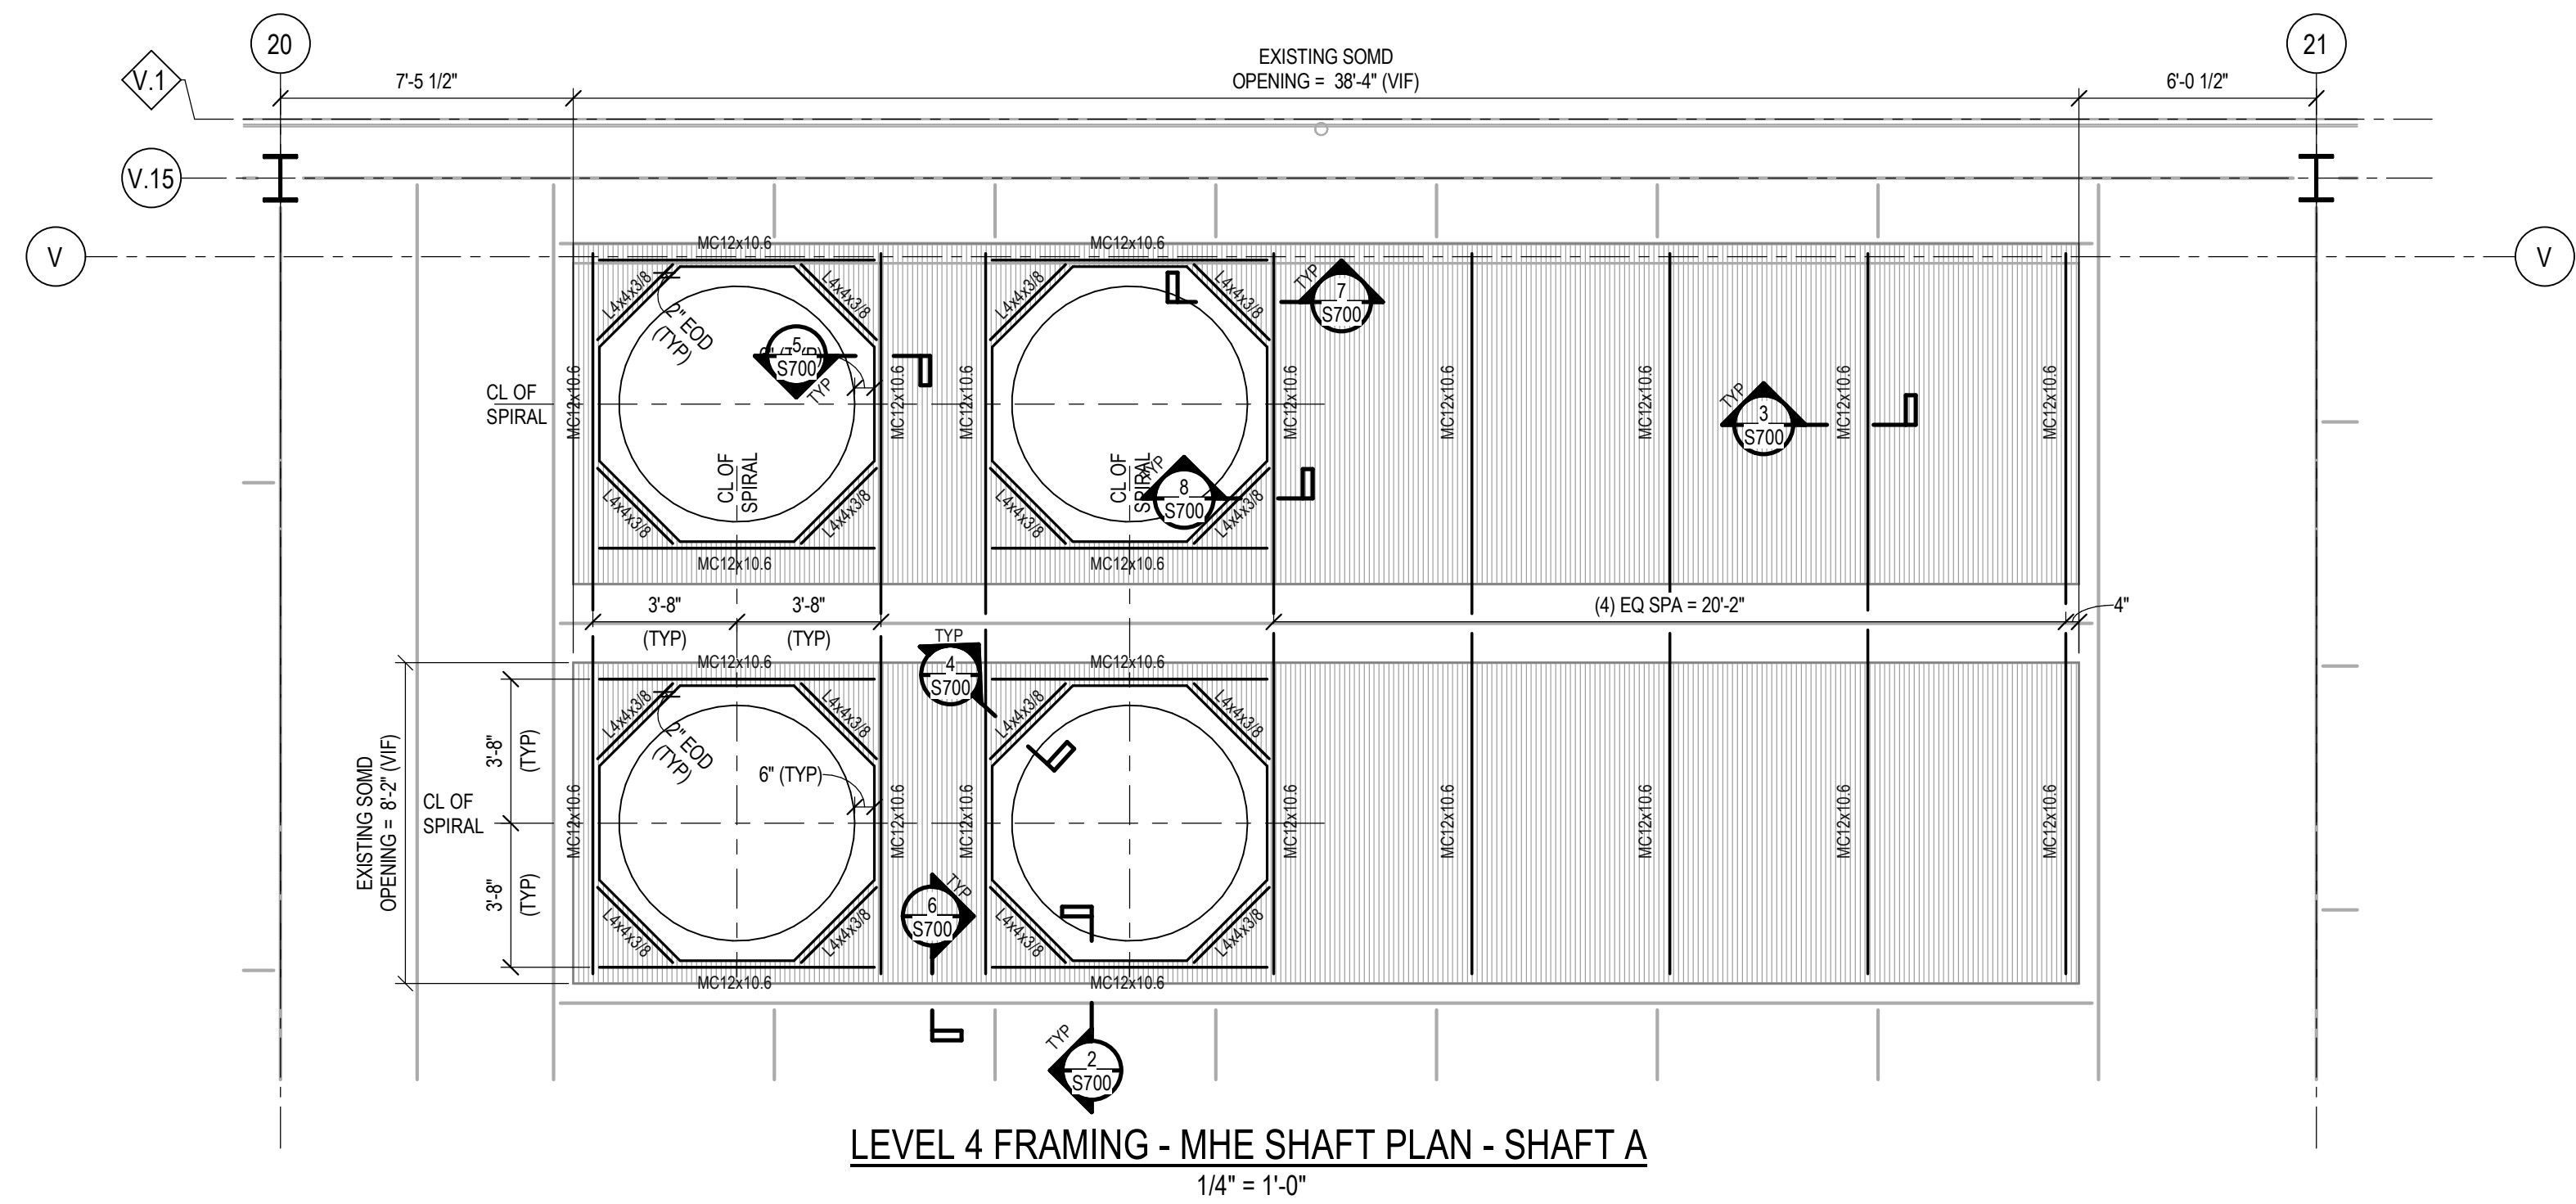 20
21
V.1
7'-5 1/2"
EXISTING SOMD
OPENING = 38'-4" (VIF)
6'-0 1/2"
V.15
V
V
MC12x10.6
MC12x10.6
L4x4x3/8
L4x4x3/8
L4x4x3/8
L4x4x3/8
2" EOD
(TYP)
5
S700
TYP
TYP
7
S700
CL OF
SPIRAL
MC12x10.6
MC12x10.6
MC12x10.6
MC12x10.6
MC12x10.6
MC12x10.6
MC12x10.6
MC12x10.6
TYP
3
S700
CL OF
SPIRAL
CL OF
SPIRAL
TYP
8
S700
L4x4x3/8
L4x4x3/8
L4x4x3/8
L4x4x3/8
MC12x10.6
MC12x10.6
3'-8"
(TYP)
3'-8"
(TYP)
(4) EQ SPA = 20'-2"
4"
MC12x10.6
MC12x10.6
TYP
4
S700
L4x4x3/8
L4x4x3/8
L4x4x3/8
L4x4x3/8
2" EOD
(TYP)
6" (TYP)
EXISTING SOMD
OPENING = 8'-2" (VIF)
3'-8"
(TYP)
CL OF
SPIRAL
3'-8"
(TYP)
MC12x10.6
MC12x10.6
MC12x10.6
MC12x10.6
MC12x10.6
MC12x10.6
MC12x10.6
MC12x10.6
TYP
6
S700
L4x4x3/8
L4x4x3/8
L4x4x3/8
L4x4x3/8
MC12x10.6
MC12x10.6
TYP
2
S700
LEVEL 4 FRAMING - MHE SHAFT PLAN - SHAFT A
1/4" = 1'-0"